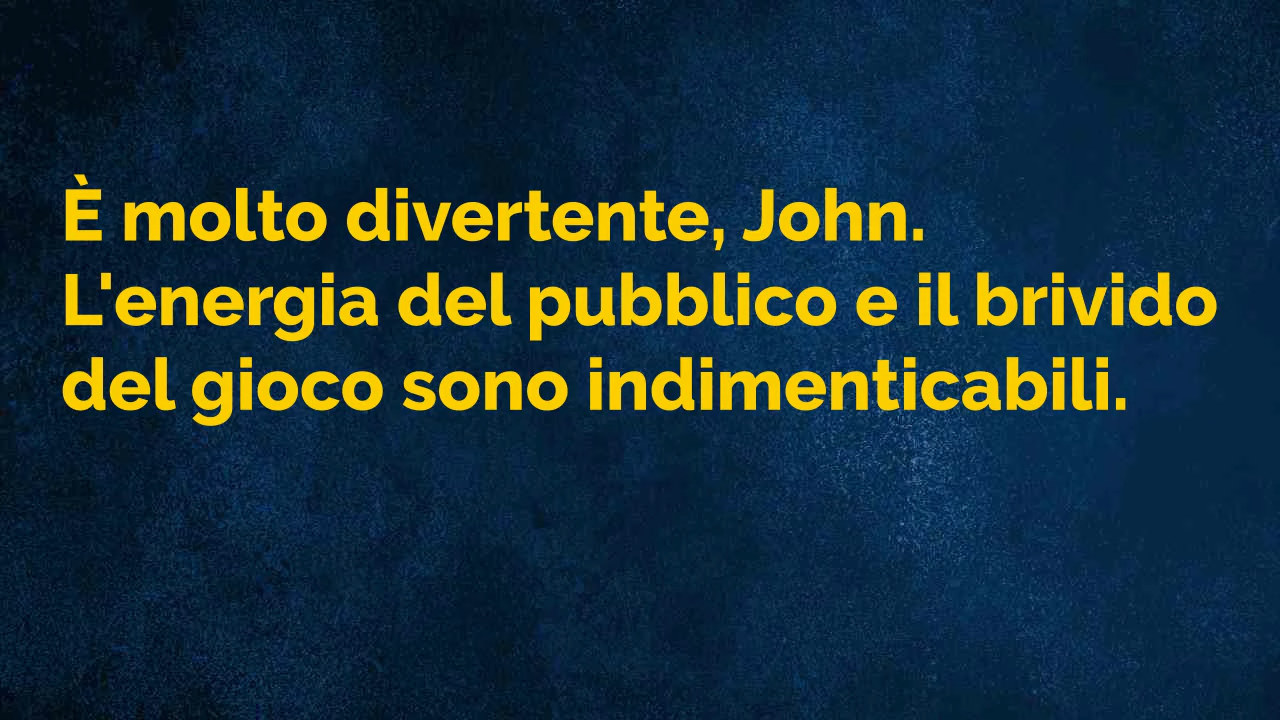 È molto divertente, John.
L'energia del pubblico e il brivido
del gioco sono indimenticabili.